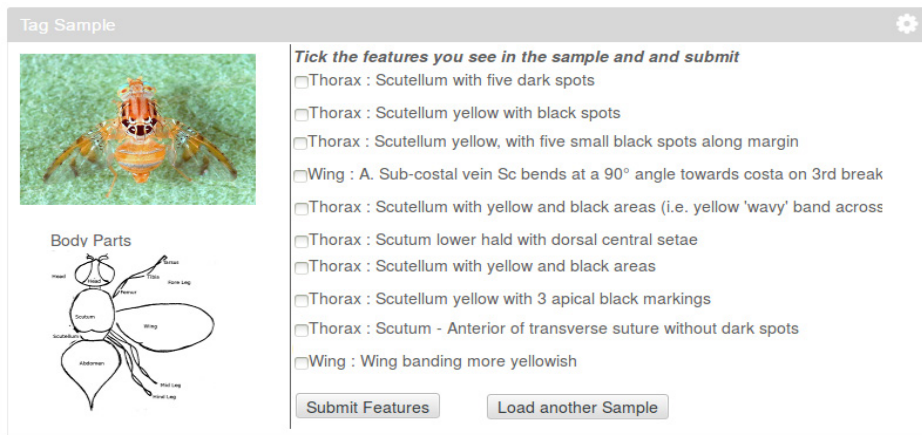 Tag Sample
Tick the features you see in the sample and and submit
Thorax : Scutellum with five dark spots
Thorax : Scutellum yellow with black spots
Thorax : Scutellum yellow, with five small black spots along margin
Wing : A. Sub-costal vein Sc bends at a 90° angle towards costa on 3rd break
Thorax : Scutellum with yellow and black areas (i.e. yellow 'wavy' band across
Thorax : Scutum lower hald with dorsal central setae
Thorax : Scutellum with yellow and black areas
Thorax : Scutellum yellow with 3 apical black markings
Thorax : Scutum - Anterior of transverse suture without dark spots
Wing : Wing banding more yellowish
Submit Features
Load another Sample
Body Parts
Tarsus
Head
Head
Tibia
Fore Leg
Femur
Scutum
Wing
Scutellum
Abdomen
Mid Leg
Hind Leg